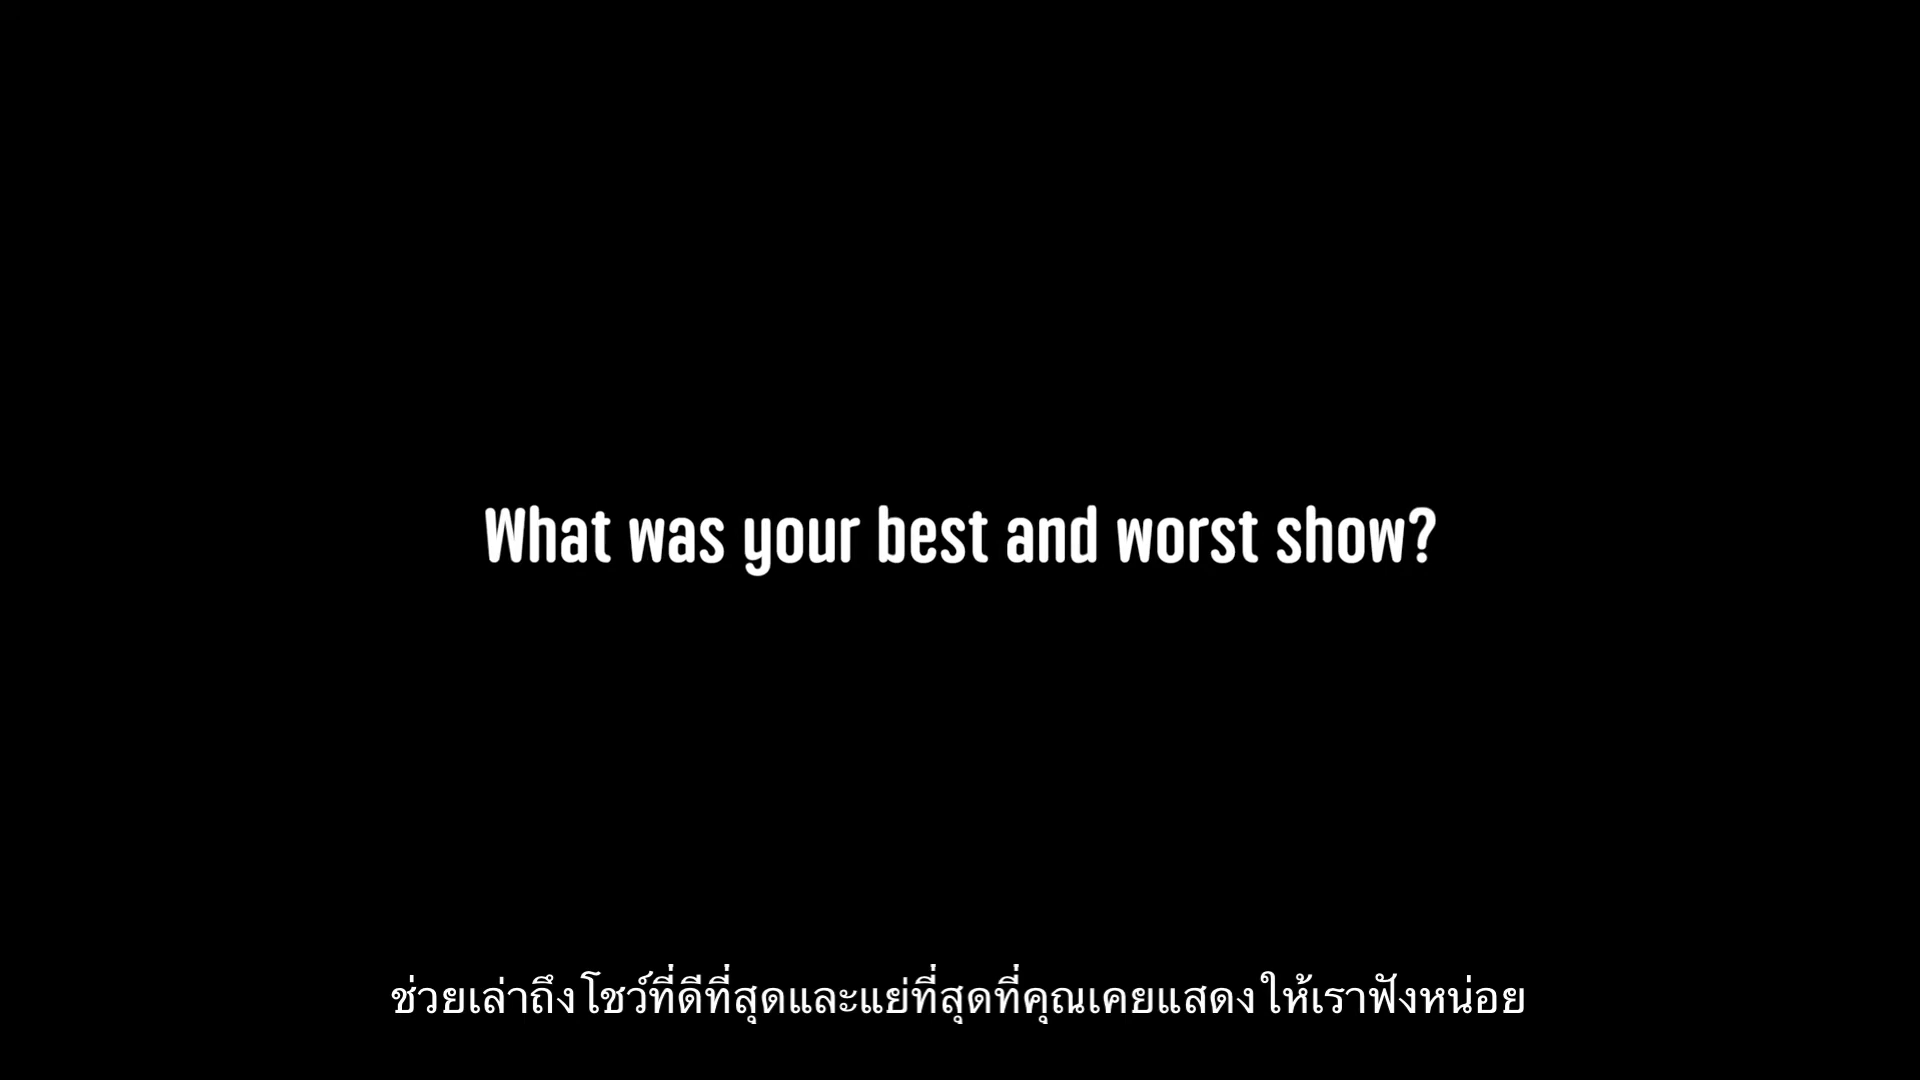 What was your best and worst show?
ช่วยเล่าถึงโชว์ที่ดีที่สุดและแย่ที่สุดที่คุณเคยแสดงให้เราฟังหน่อย